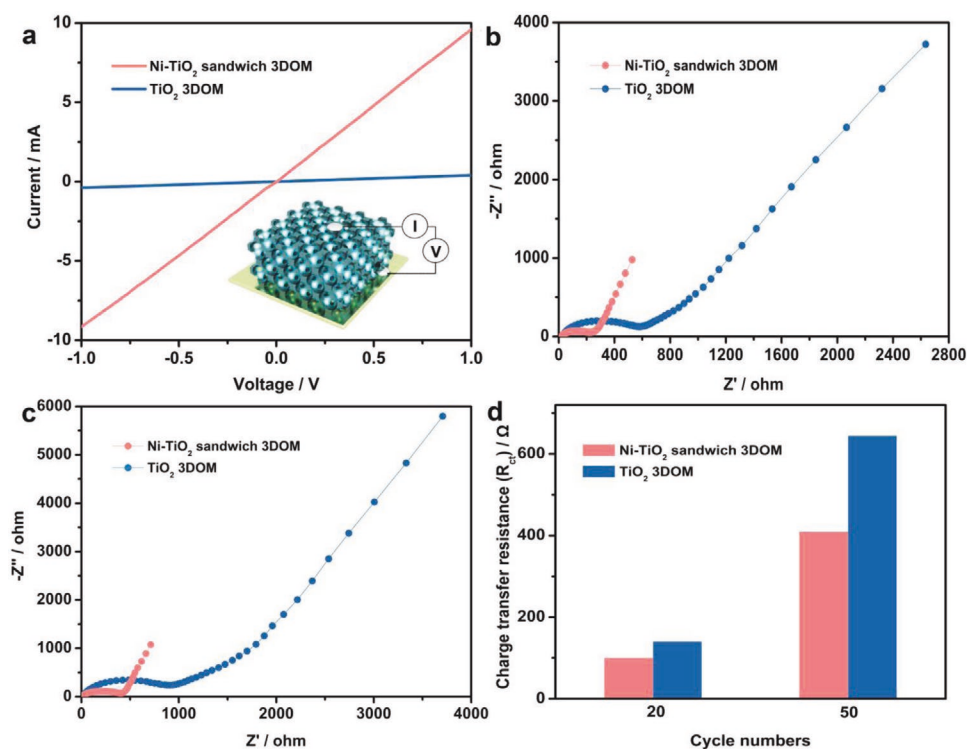 a
Ni-TiO₂ sandwich 3DOM
TiO₂ 3DOM
I
V
10
5
0
-5
-10
-1.0
-0.5
0.0
0.5
1.0
Current / mA
Voltage / V
b
Ni-TiO₂ sandwich 3DOM
TiO₂ 3DOM
4000
3000
2000
1000
0
0
400
800
1200
1600
2000
2400
2800
-Z'' / ohm
Z' / ohm
c
Ni-TiO₂ sandwich 3DOM
TiO₂ 3DOM
6000
5000
4000
3000
2000
1000
0
0
1000
2000
3000
4000
-Z'' / ohm
Z' / ohm
d
Ni-TiO₂ sandwich 3DOM
TiO₂ 3DOM
600
400
200
0
20
50
Charge transfer resistance (R_ct) / Ω
Cycle numbers